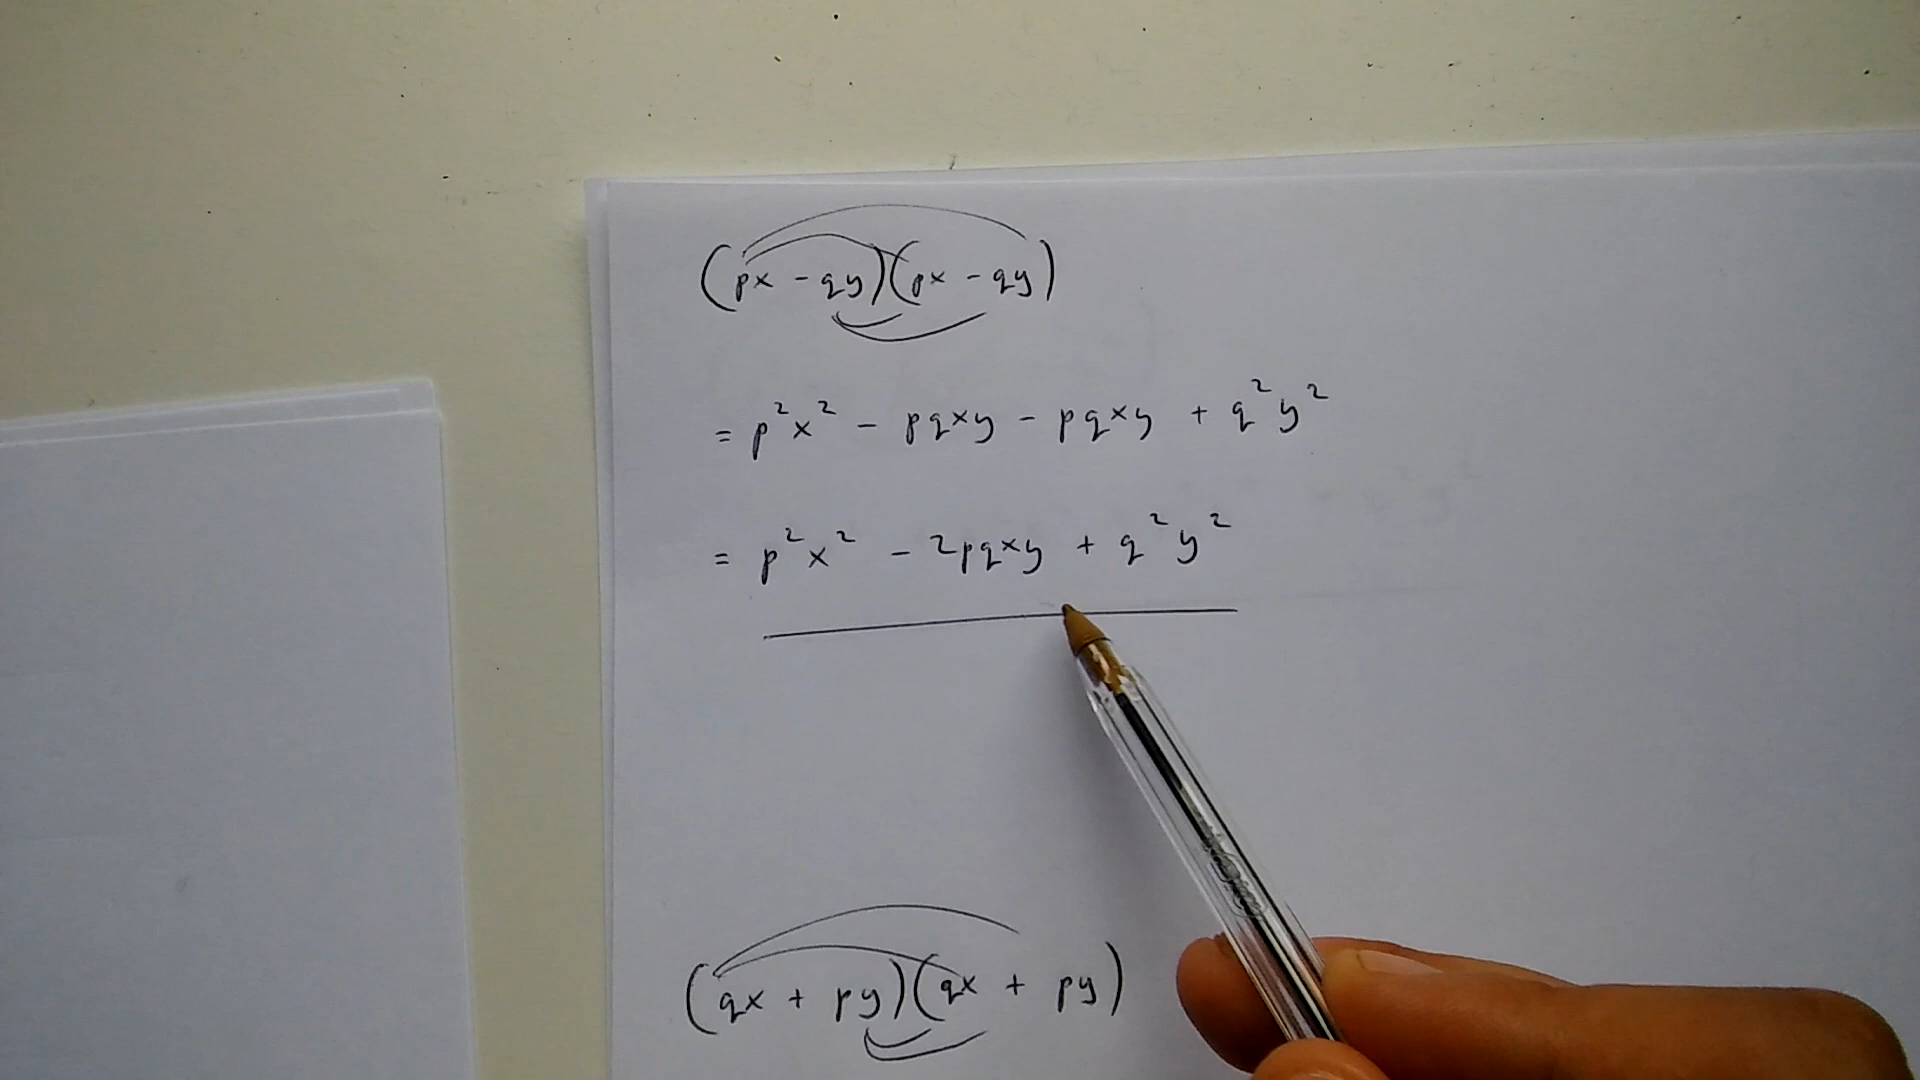 (px - qy)(px - qy)
= p²x² - pqxy - pqxy + q²y²
= p²x² - 2pqxy + q²y²
(qx + py)(qx + py)